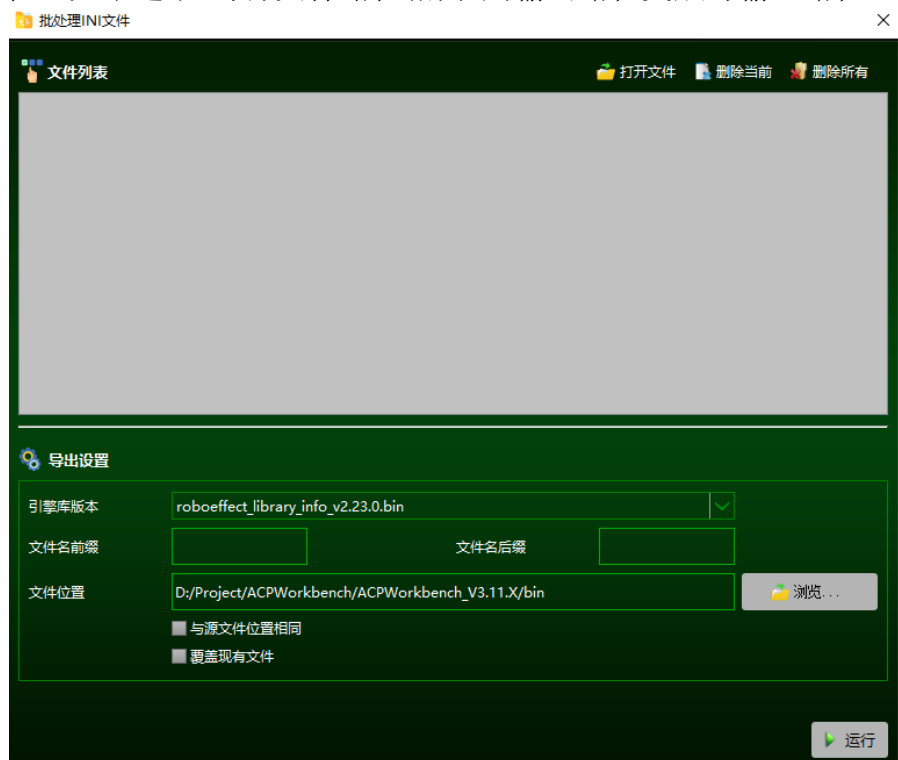 批处理INI文件
文件列表 打开文件 删除当前 删除所有
导出设置
引擎库版本 roboeffect_library_info_v2.23.0.bin
文件名前缀 文件名后缀
文件位置 D:/Project/ACPWorkbench/ACPWorkbench_V3.11.X/bin 浏览...
与源文件位置相同
覆盖现有文件
运行